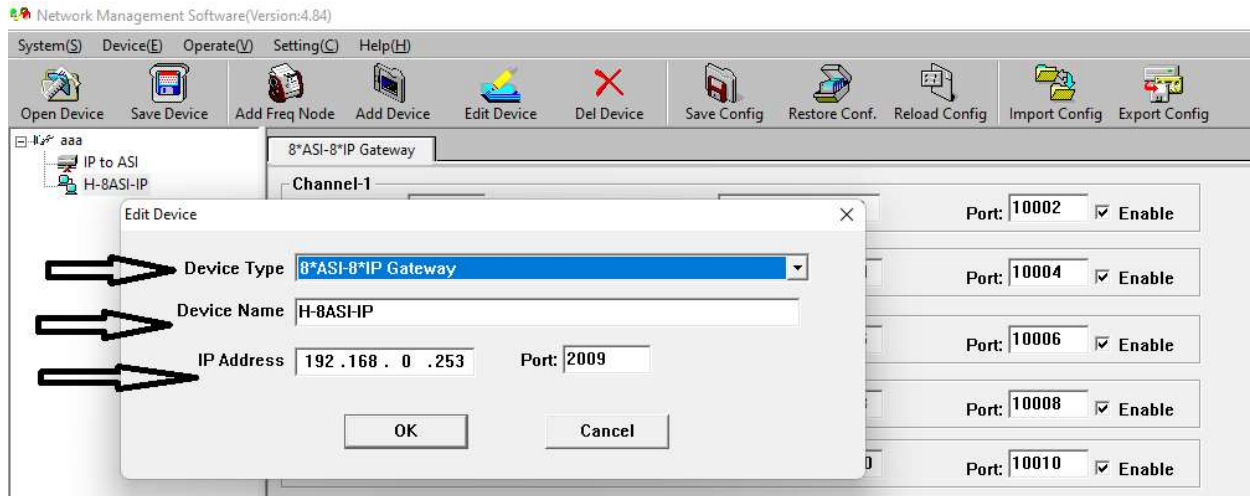 Network Management Software(Version:4.84)
System(S) Device(E) Operate(V) Setting(C) Help(H)
Open Device Save Device Add Freq Node Add Device Edit Device Del Device Save Config Restore Conf. Reload Config Import Config Export Config
aaa
IP to ASI
H-8ASI-IP
8*ASI-8*IP Gateway
Channel-1
Port: 10002 Enable
Edit Device
Device Type 8*ASI-8*IP Gateway
Port: 10004 Enable
Device Name H-8ASI-IP
IP Address 192 .168 . 0 .253 Port: 2009
Port: 10006 Enable
OK Cancel
Port: 10008 Enable
Port: 10010 Enable